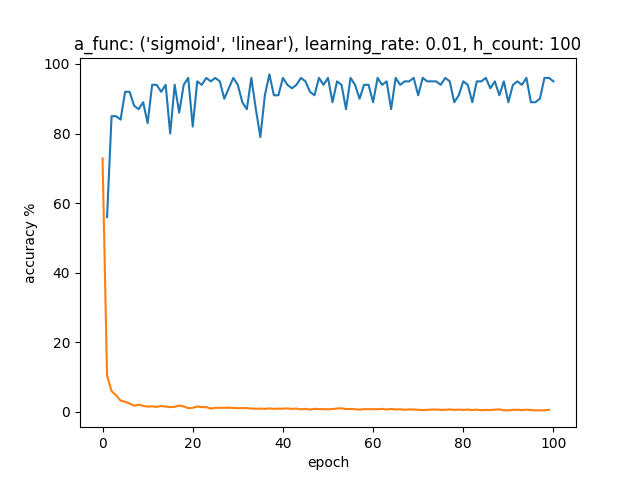 a_func: ('sigmoid', 'linear'), learning_rate: 0.01, h_count: 100
100
80
60
40
20
0
accuracy %
0 20 40 60 80 100
epoch